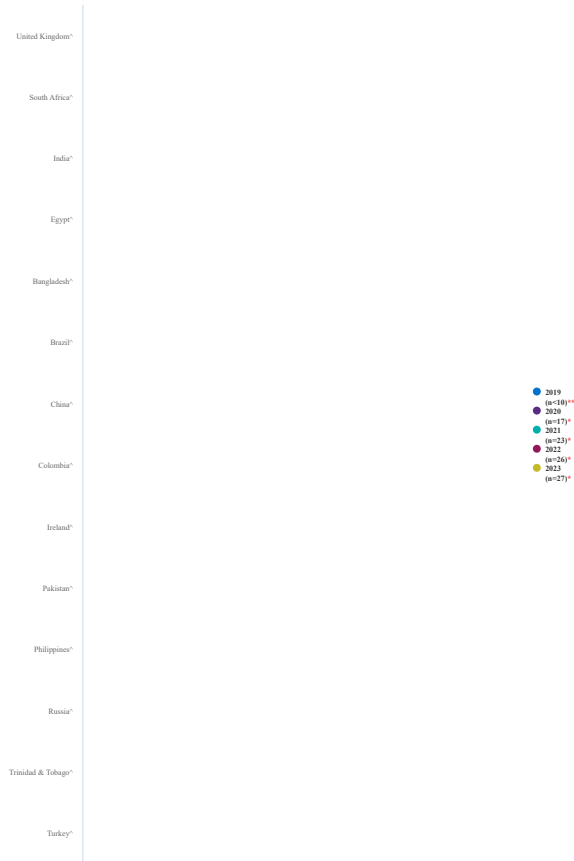 United Kingdom^
South Africa^
India^
Egypt^
Bangladesh^
Brazil^
China^
Colombia^
Ireland^
Pakistan^
Philippines^
Russia^
Trinidad & Tobago^
Turkey^
2019
(n<10)**
2020
(n=17)*
2021
(n=23)*
2022
(n=26)*
2023
(n=27)*